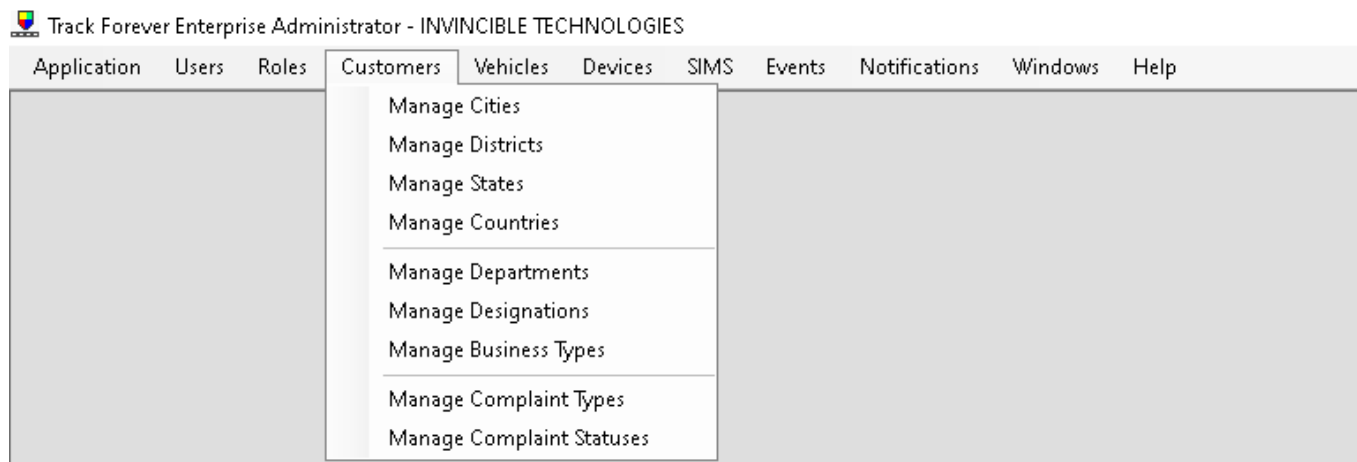 Track Forever Enterprise Administrator - INVINCIBLE TECHNOLOGIES
Application Users Roles Customers Vehicles Devices SIMS Events Notifications Windows Help
Manage Cities
Manage Districts
Manage States
Manage Countries
Manage Departments
Manage Designations
Manage Business Types
Manage Complaint Types
Manage Complaint Statuses